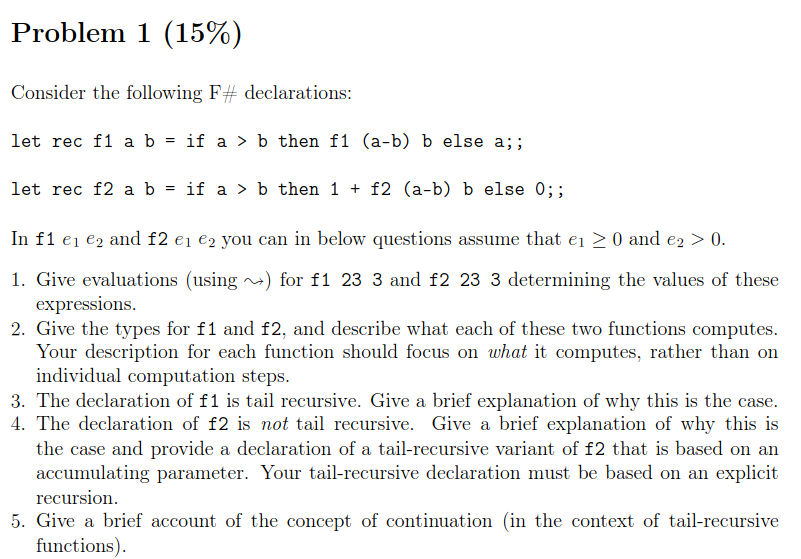 Problem 1 (15%)
Consider the following F# declarations:
let rec f1 a b = if a > b then f1 (a-b) b else a;;
let rec f2 a b = if a > b then 1 + f2 (a-b) b else 0;;
In f1 e₁ e₂ and f2 e₁ e₂ you can in below questions assume that e₁ ≥ 0 and e₂ > 0.
1. Give evaluations (using ⇝) for f1 23 3 and f2 23 3 determining the values of these
expressions.
2. Give the types for f1 and f2, and describe what each of these two functions computes.
Your description for each function should focus on what it computes, rather than on
individual computation steps.
3. The declaration of f1 is tail recursive. Give a brief explanation of why this is the case.
4. The declaration of f2 is not tail recursive. Give a brief explanation of why this is
the case and provide a declaration of a tail-recursive variant of f2 that is based on an
accumulating parameter. Your tail-recursive declaration must be based on an explicit
recursion.
5. Give a brief account of the concept of continuation (in the context of tail-recursive
functions).